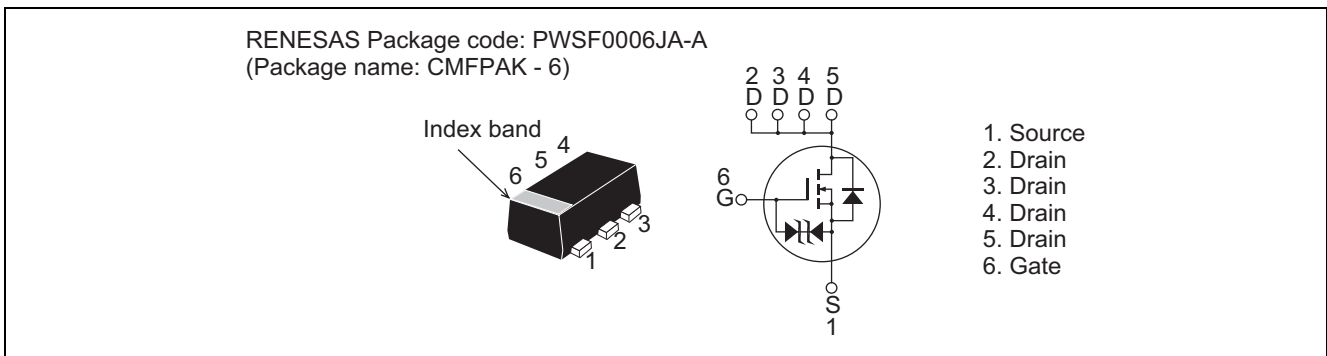 RENESAS Package code: PWSF0006JA-A
(Package name: CMFPAK - 6)
Index band
6
5
4
1
2
3
2 3 4 5
D D D D
6
G
S
1
1. Source
2. Drain
3. Drain
4. Drain
5. Drain
6. Gate